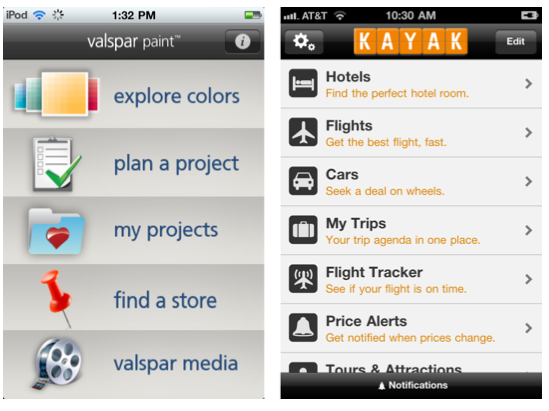 iPod 1:32 PM
valspar paint™
explore colors
plan a project
my projects
find a store
valspar media
AT&T 10:30 AM
KAYAK Edit
Hotels
Find the perfect hotel room.
Flights
Get the best flight, fast.
Cars
Seek a deal on wheels.
My Trips
Your trip agenda in one place.
Flight Tracker
See if your flight is on time.
Price Alerts
Get notified when prices change.
Tours & Attractions
Notifications